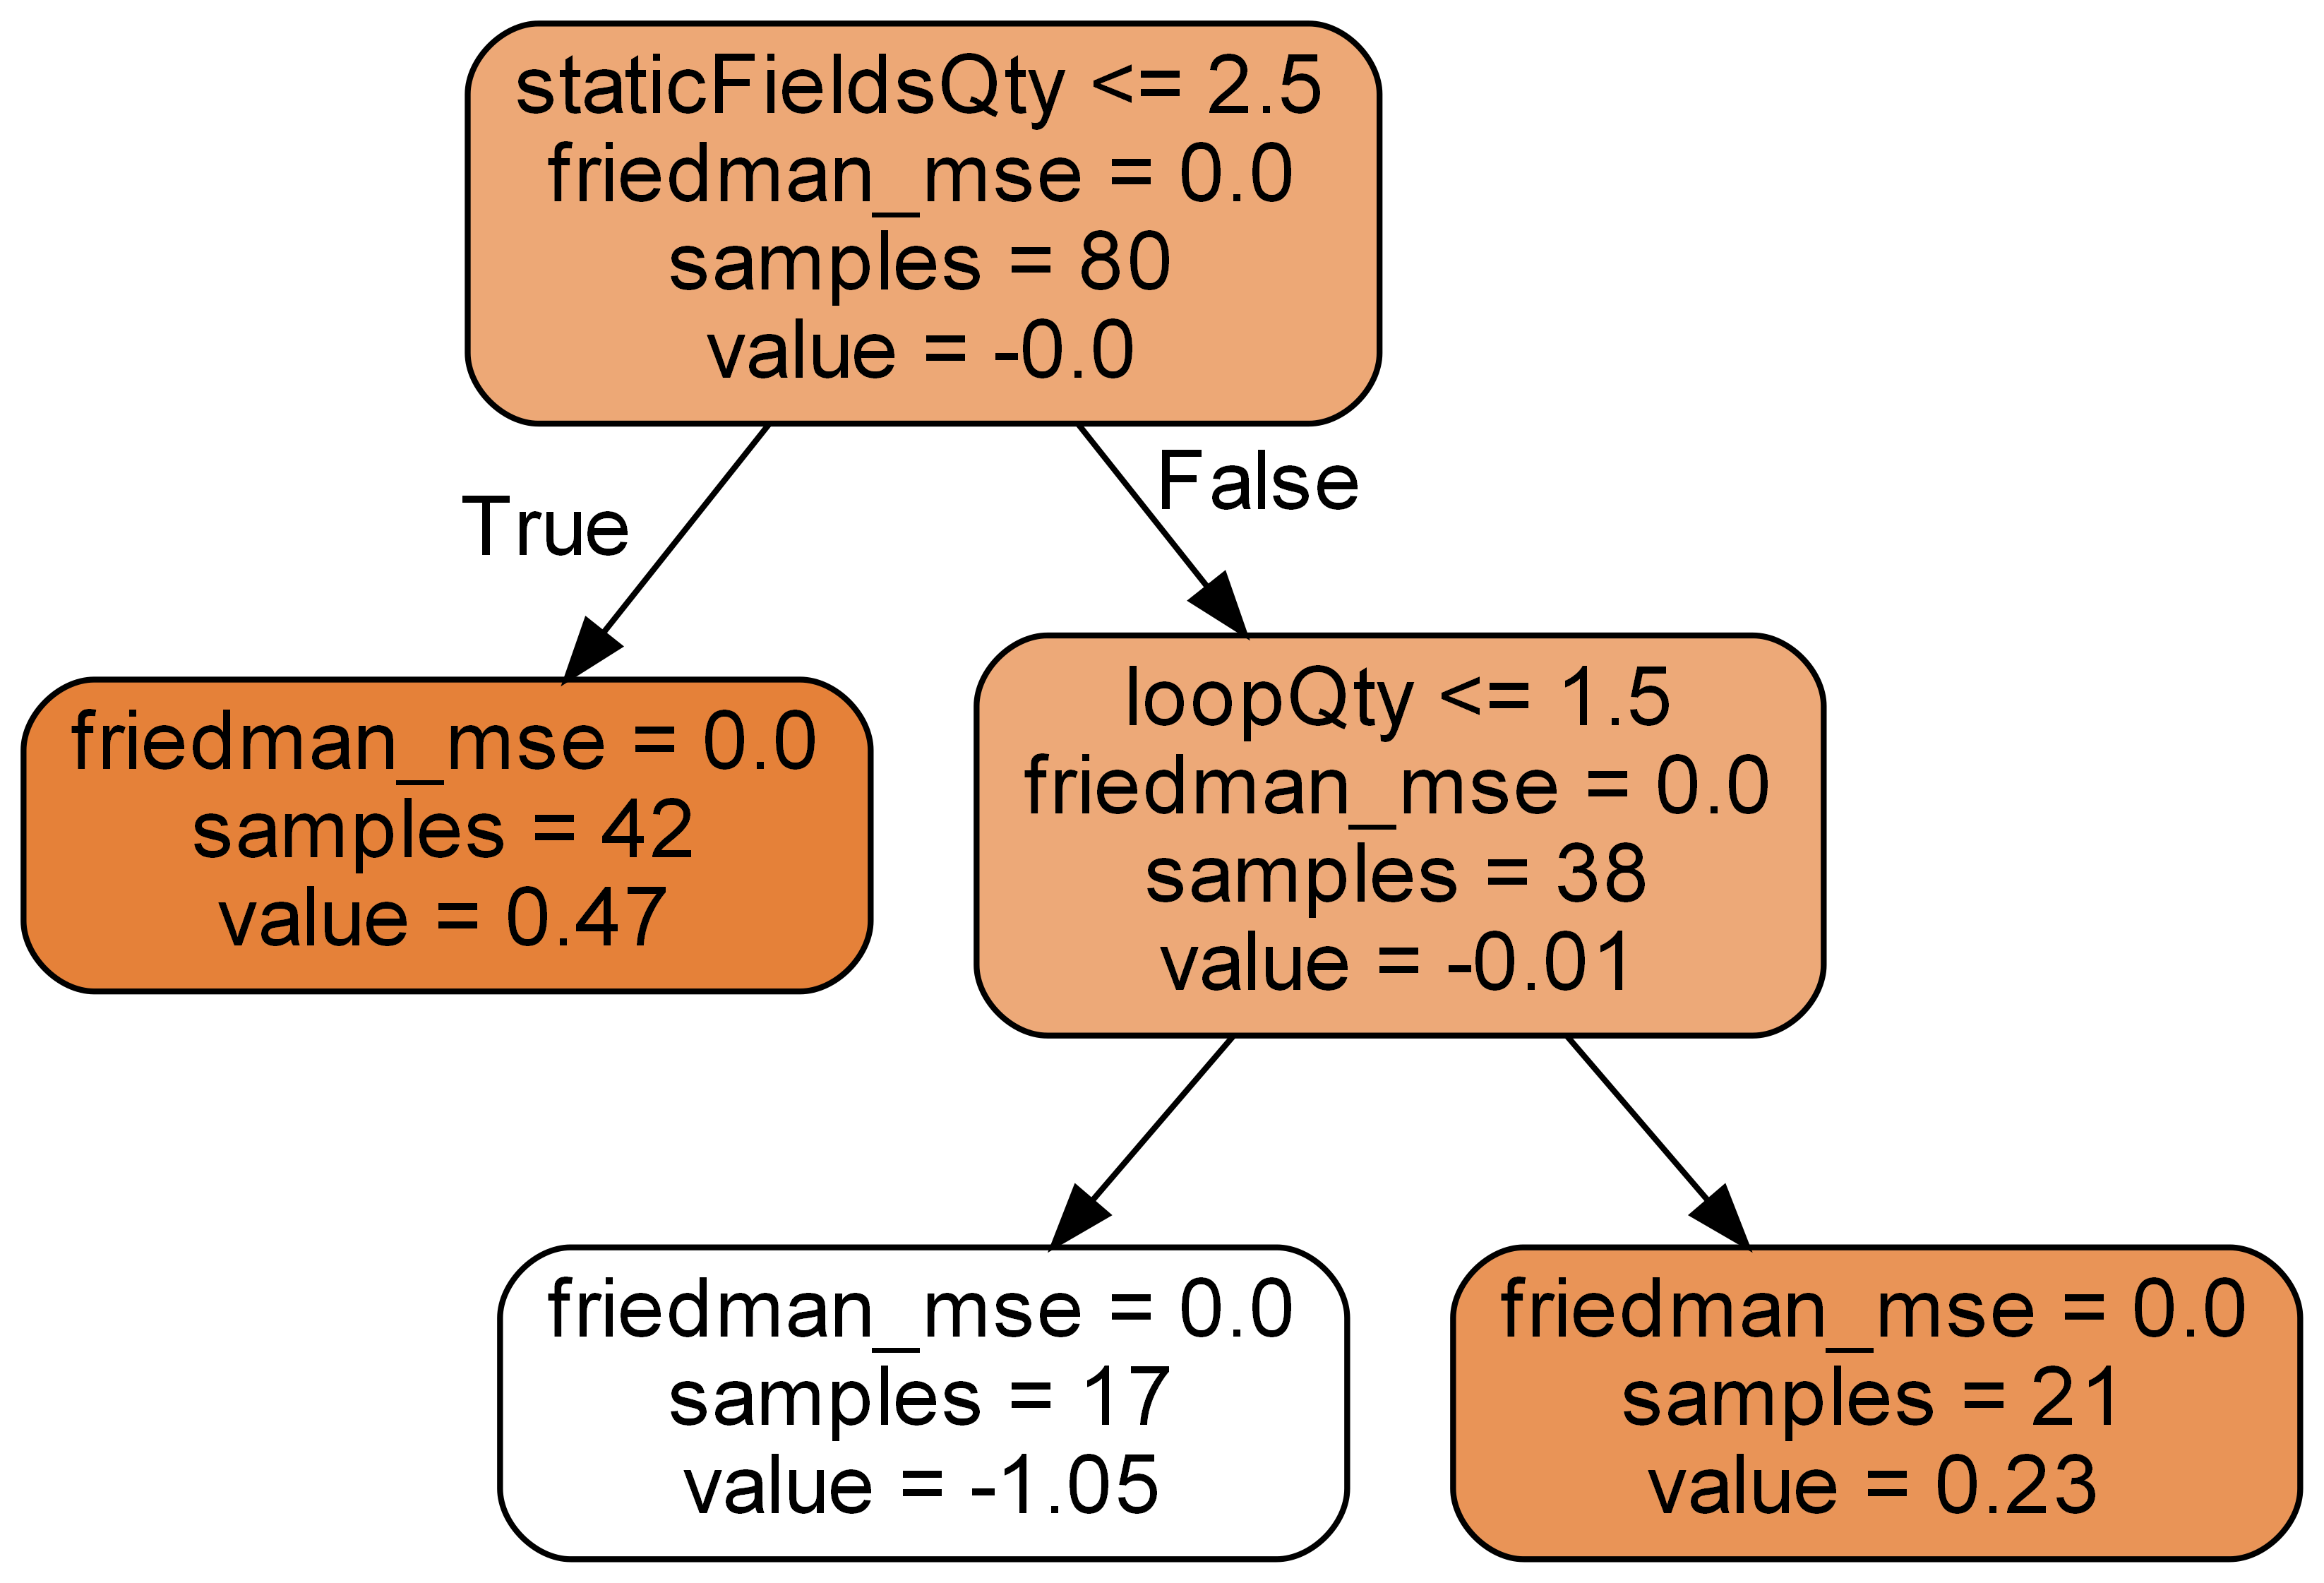 staticFieldsQty <= 2.5
friedman_mse = 0.0
samples = 80
value = -0.0
True
False
friedman_mse = 0.0
samples = 42
value = 0.47
loopQty <= 1.5
friedman_mse = 0.0
samples = 38
value = -0.01
friedman_mse = 0.0
samples = 17
value = -1.05
friedman_mse = 0.0
samples = 21
value = 0.23